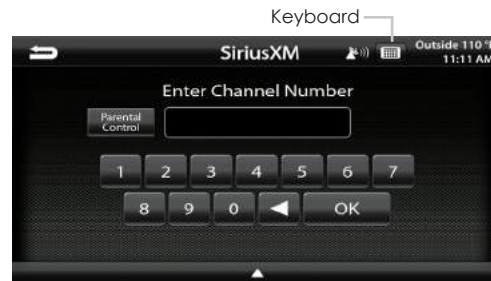 Keyboard
SiriusXM
Outside 110 °F
11:11 AM
Enter Channel Number
Parental
Control
1 2 3 4 5 6 7
8 9 0 OK